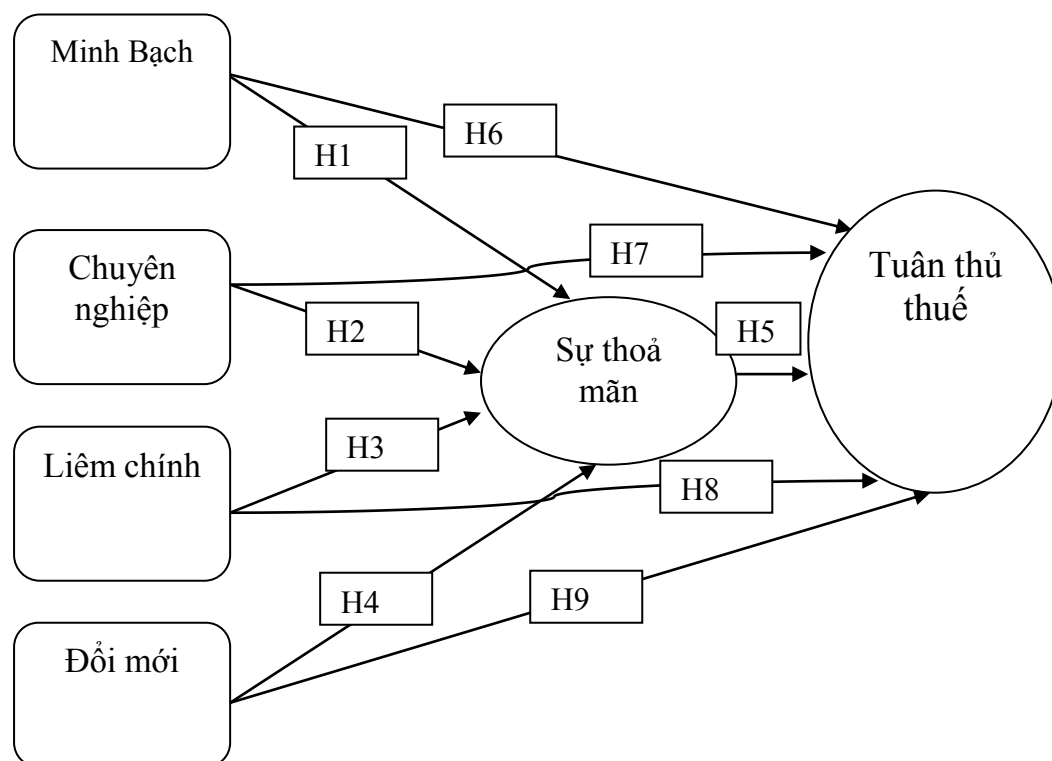 Minh Bạch
H6
H1
Chuyên
nghiệp
H7
Tuân thủ
thuế
H2
H5
Sự thoả
mãn
Liêm chính
H3
H8
H4
H9
Đổi mới